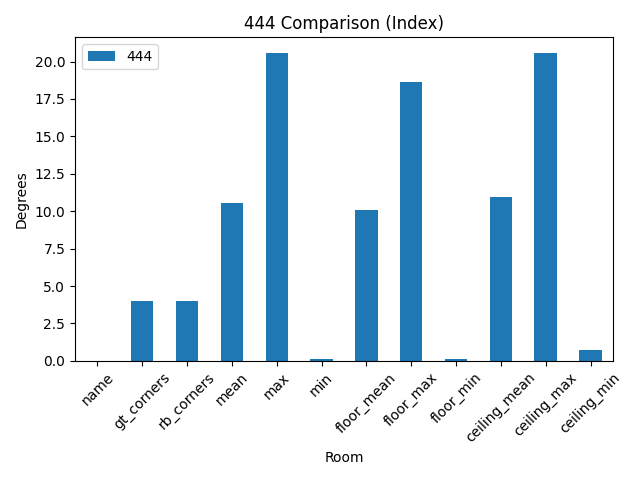 444 Comparison (Index)
444
Degrees
20.0
17.5
15.0
12.5
10.0
7.5
5.0
2.5
0.0
name
gt_corners
rb_corners
mean
max
min
floor_mean
floor_max
floor_min
ceiling_mean
ceiling_max
ceiling_min
Room